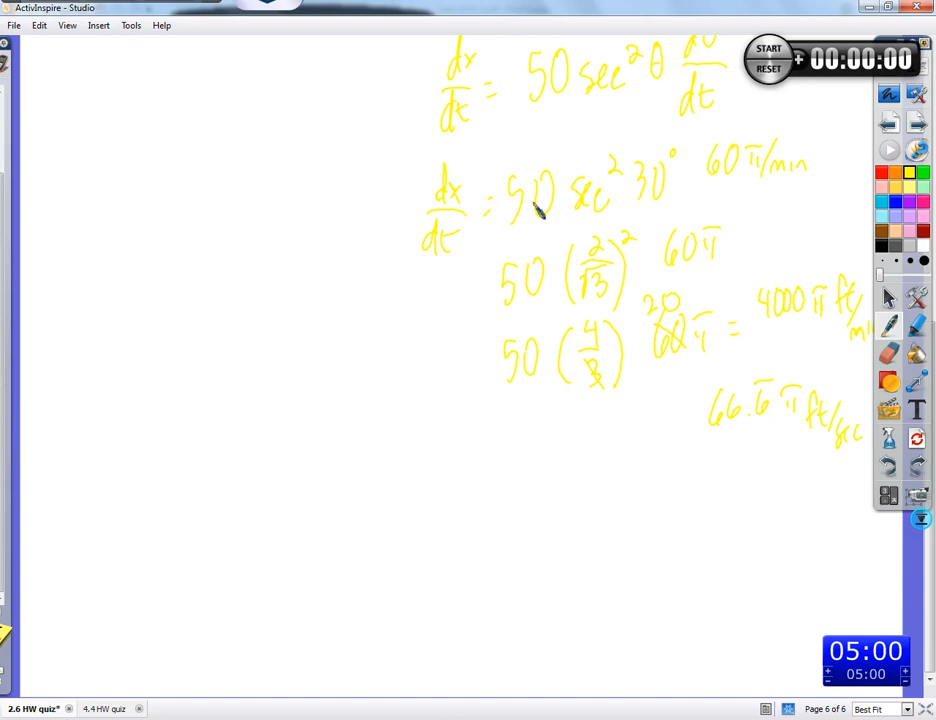 ActivInspire - Studio
File Edit View Insert Tools Help
START
RESET
+ 00:00:00
dx/dt = 50 sec²θ dθ/dt
dx/dt = 50 sec² 30° 60π/min
50 (2/√3)² 60π
20
50 (4/3) 60π = 4000π ft/min
66.6̅ π ft/sec
05:00
05:00
2.6 HW quiz* 4.4 HW quiz Page 6 of 6 Best Fit